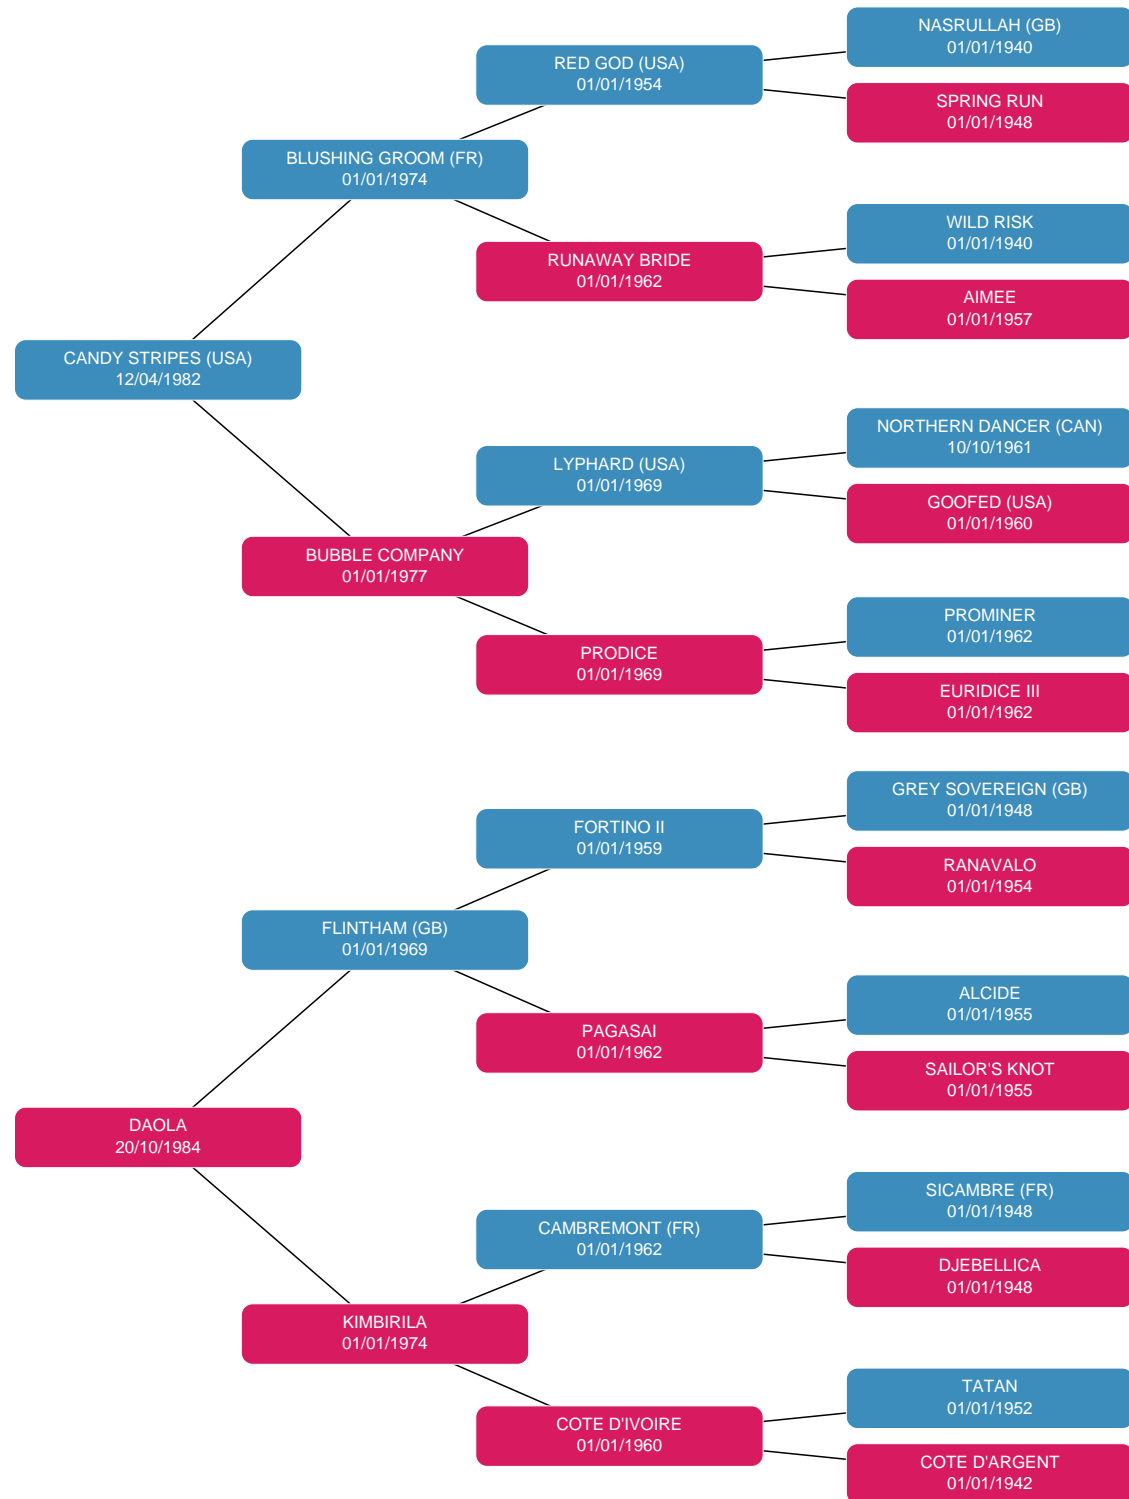 NASRULLAH (GB)
01/01/1940
RED GOD (USA)
01/01/1954
SPRING RUN
01/01/1948
BLUSHING GROOM (FR)
01/01/1974
WILD RISK
01/01/1940
RUNAWAY BRIDE
01/01/1962
AIMEE
01/01/1957
CANDY STRIPES (USA)
12/04/1982
NORTHERN DANCER (CAN)
10/10/1961
LYPHARD (USA)
01/01/1969
GOOFED (USA)
01/01/1960
BUBBLE COMPANY
01/01/1977
PROMINER
01/01/1962
PRODICE
01/01/1969
EURIDICE III
01/01/1962
GREY SOVEREIGN (GB)
01/01/1948
FORTINO II
01/01/1959
RANAVALO
01/01/1954
FLINTHAM (GB)
01/01/1969
ALCIDE
01/01/1955
PAGASAI
01/01/1962
SAILOR'S KNOT
01/01/1955
DAOLA
20/10/1984
SICAMBRE (FR)
01/01/1948
CAMBREMONT (FR)
01/01/1962
DJEBELLICA
01/01/1948
KIMBIRILA
01/01/1974
TATAN
01/01/1952
COTE D'IVOIRE
01/01/1960
COTE D'ARGENT
01/01/1942